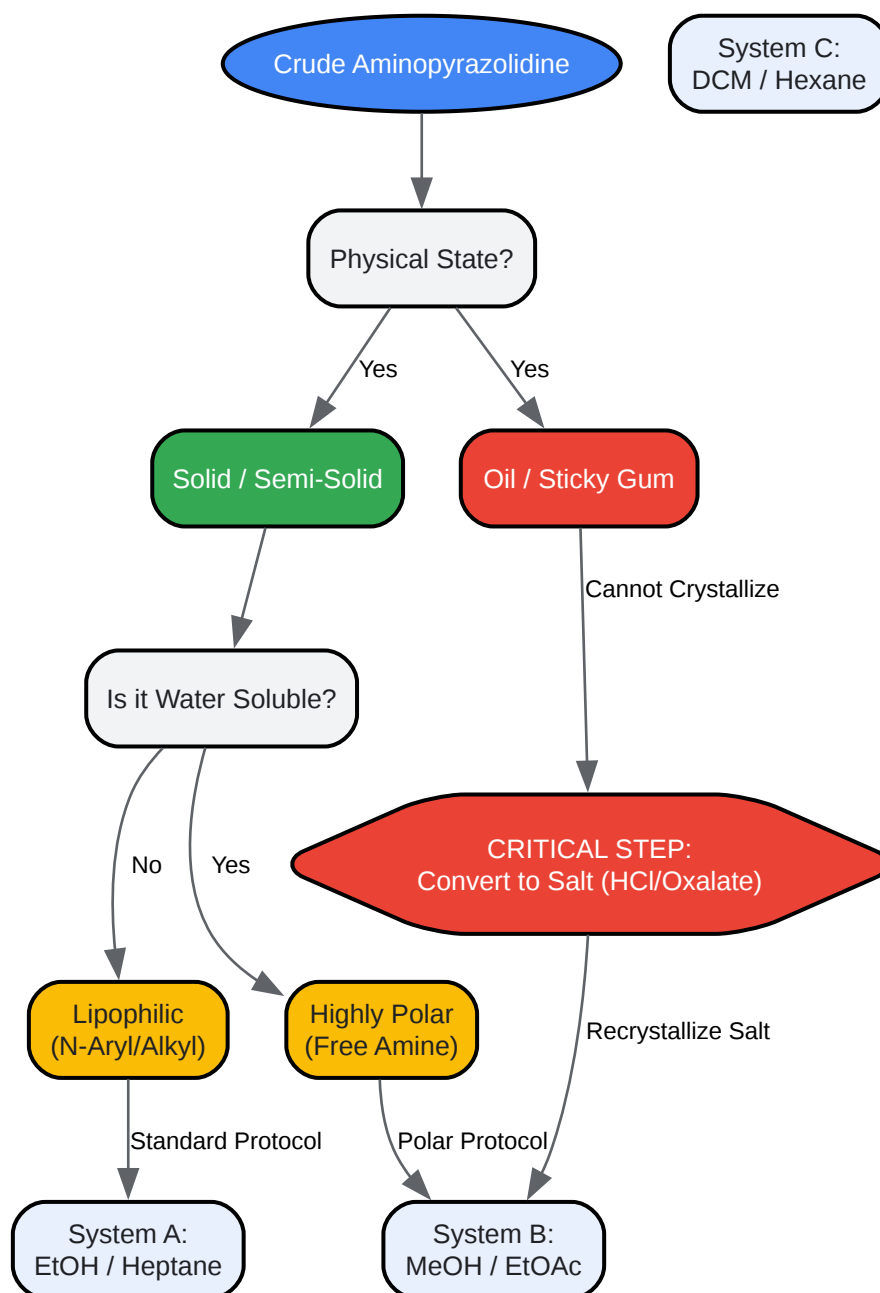 Crude Aminopyrazolidine
System C:
DCM / Hexane
Physical State?
Yes
Yes
Solid / Semi-Solid
Oil / Sticky Gum
Cannot Crystallize
Is it Water Soluble?
No
Yes
CRITICAL STEP:
Convert to Salt (HCl/Oxalate)
Lipophilic
(N-Aryl/Alkyl)
Highly Polar
(Free Amine)
Recrystallize Salt
Standard Protocol
Polar Protocol
System A:
EtOH / Heptane
System B:
MeOH / EtOAc